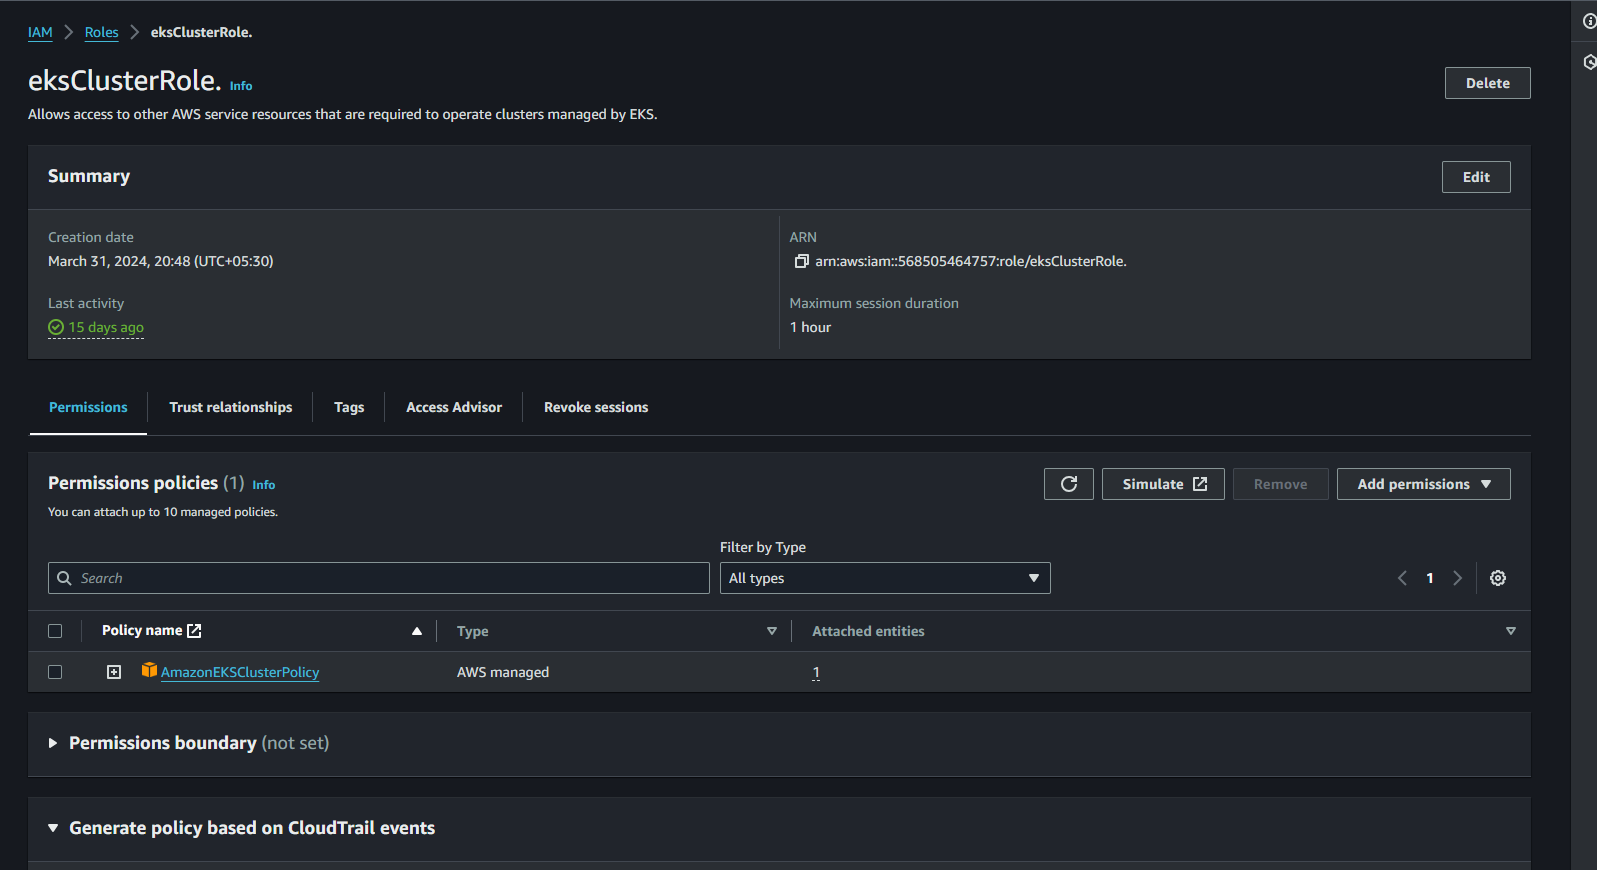 IAM > Roles > eksClusterRole.
eksClusterRole. Info
Delete
Allows access to other AWS service resources that are required to operate clusters managed by EKS.
Summary
Edit
Creation date
March 31, 2024, 20:48 (UTC+05:30)
ARN
arn:aws:iam::568505464757:role/eksClusterRole.
Last activity
15 days ago
Maximum session duration
1 hour
Permissions Trust relationships Tags Access Advisor Revoke sessions
Permissions policies (1) Info
Simulate Remove Add permissions
You can attach up to 10 managed policies.
Filter by Type
Search All types 1
Policy name Type Attached entities
AmazonEKSClusterPolicy AWS managed 1
Permissions boundary (not set)
Generate policy based on CloudTrail events